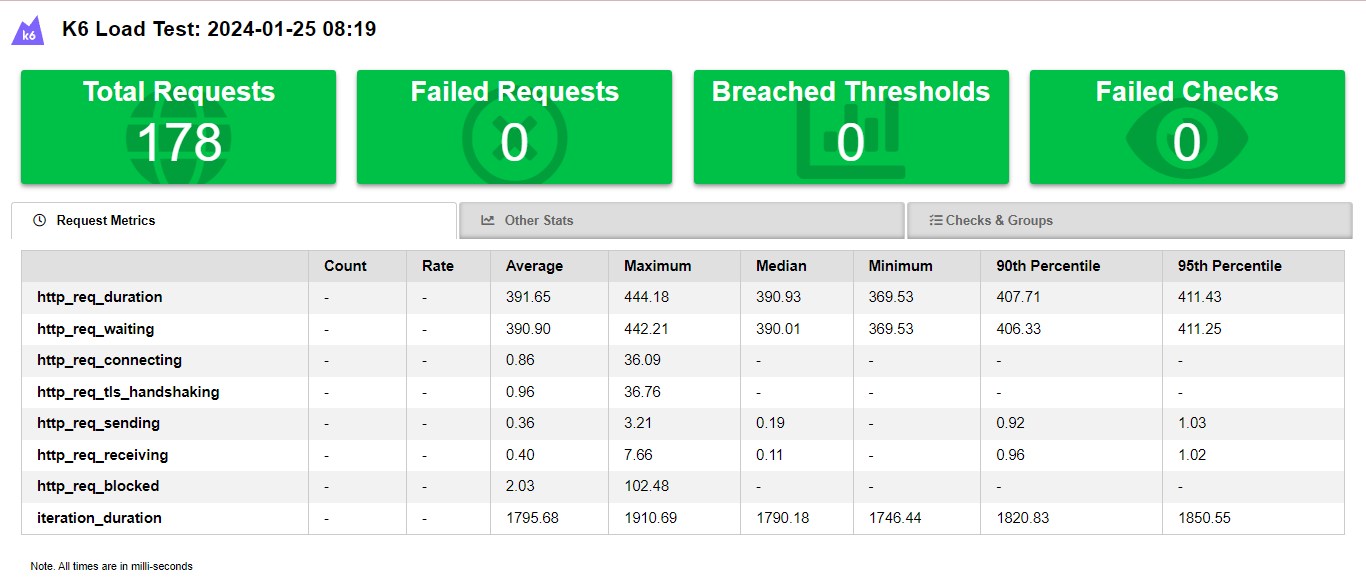 k6 K6 Load Test: 2024-01-25 08:19
Total Requests Failed Requests Breached Thresholds Failed Checks
178 0 0 0
Request Metrics Other Stats Checks & Groups
Count Rate Average Maximum Median Minimum 90th Percentile 95th Percentile
http_req_duration - - 391.65 444.18 390.93 369.53 407.71 411.43
http_req_waiting - - 390.90 442.21 390.01 369.53 406.33 411.25
http_req_connecting - - 0.86 36.09 - - - -
http_req_tls_handshaking - - 0.96 36.76 - - - -
http_req_sending - - 0.36 3.21 0.19 - 0.92 1.03
http_req_receiving - - 0.40 7.66 0.11 - 0.96 1.02
http_req_blocked - - 2.03 102.48 - - - -
iteration_duration - - 1795.68 1910.69 1790.18 1746.44 1820.83 1850.55
Note. All times are in milli-seconds